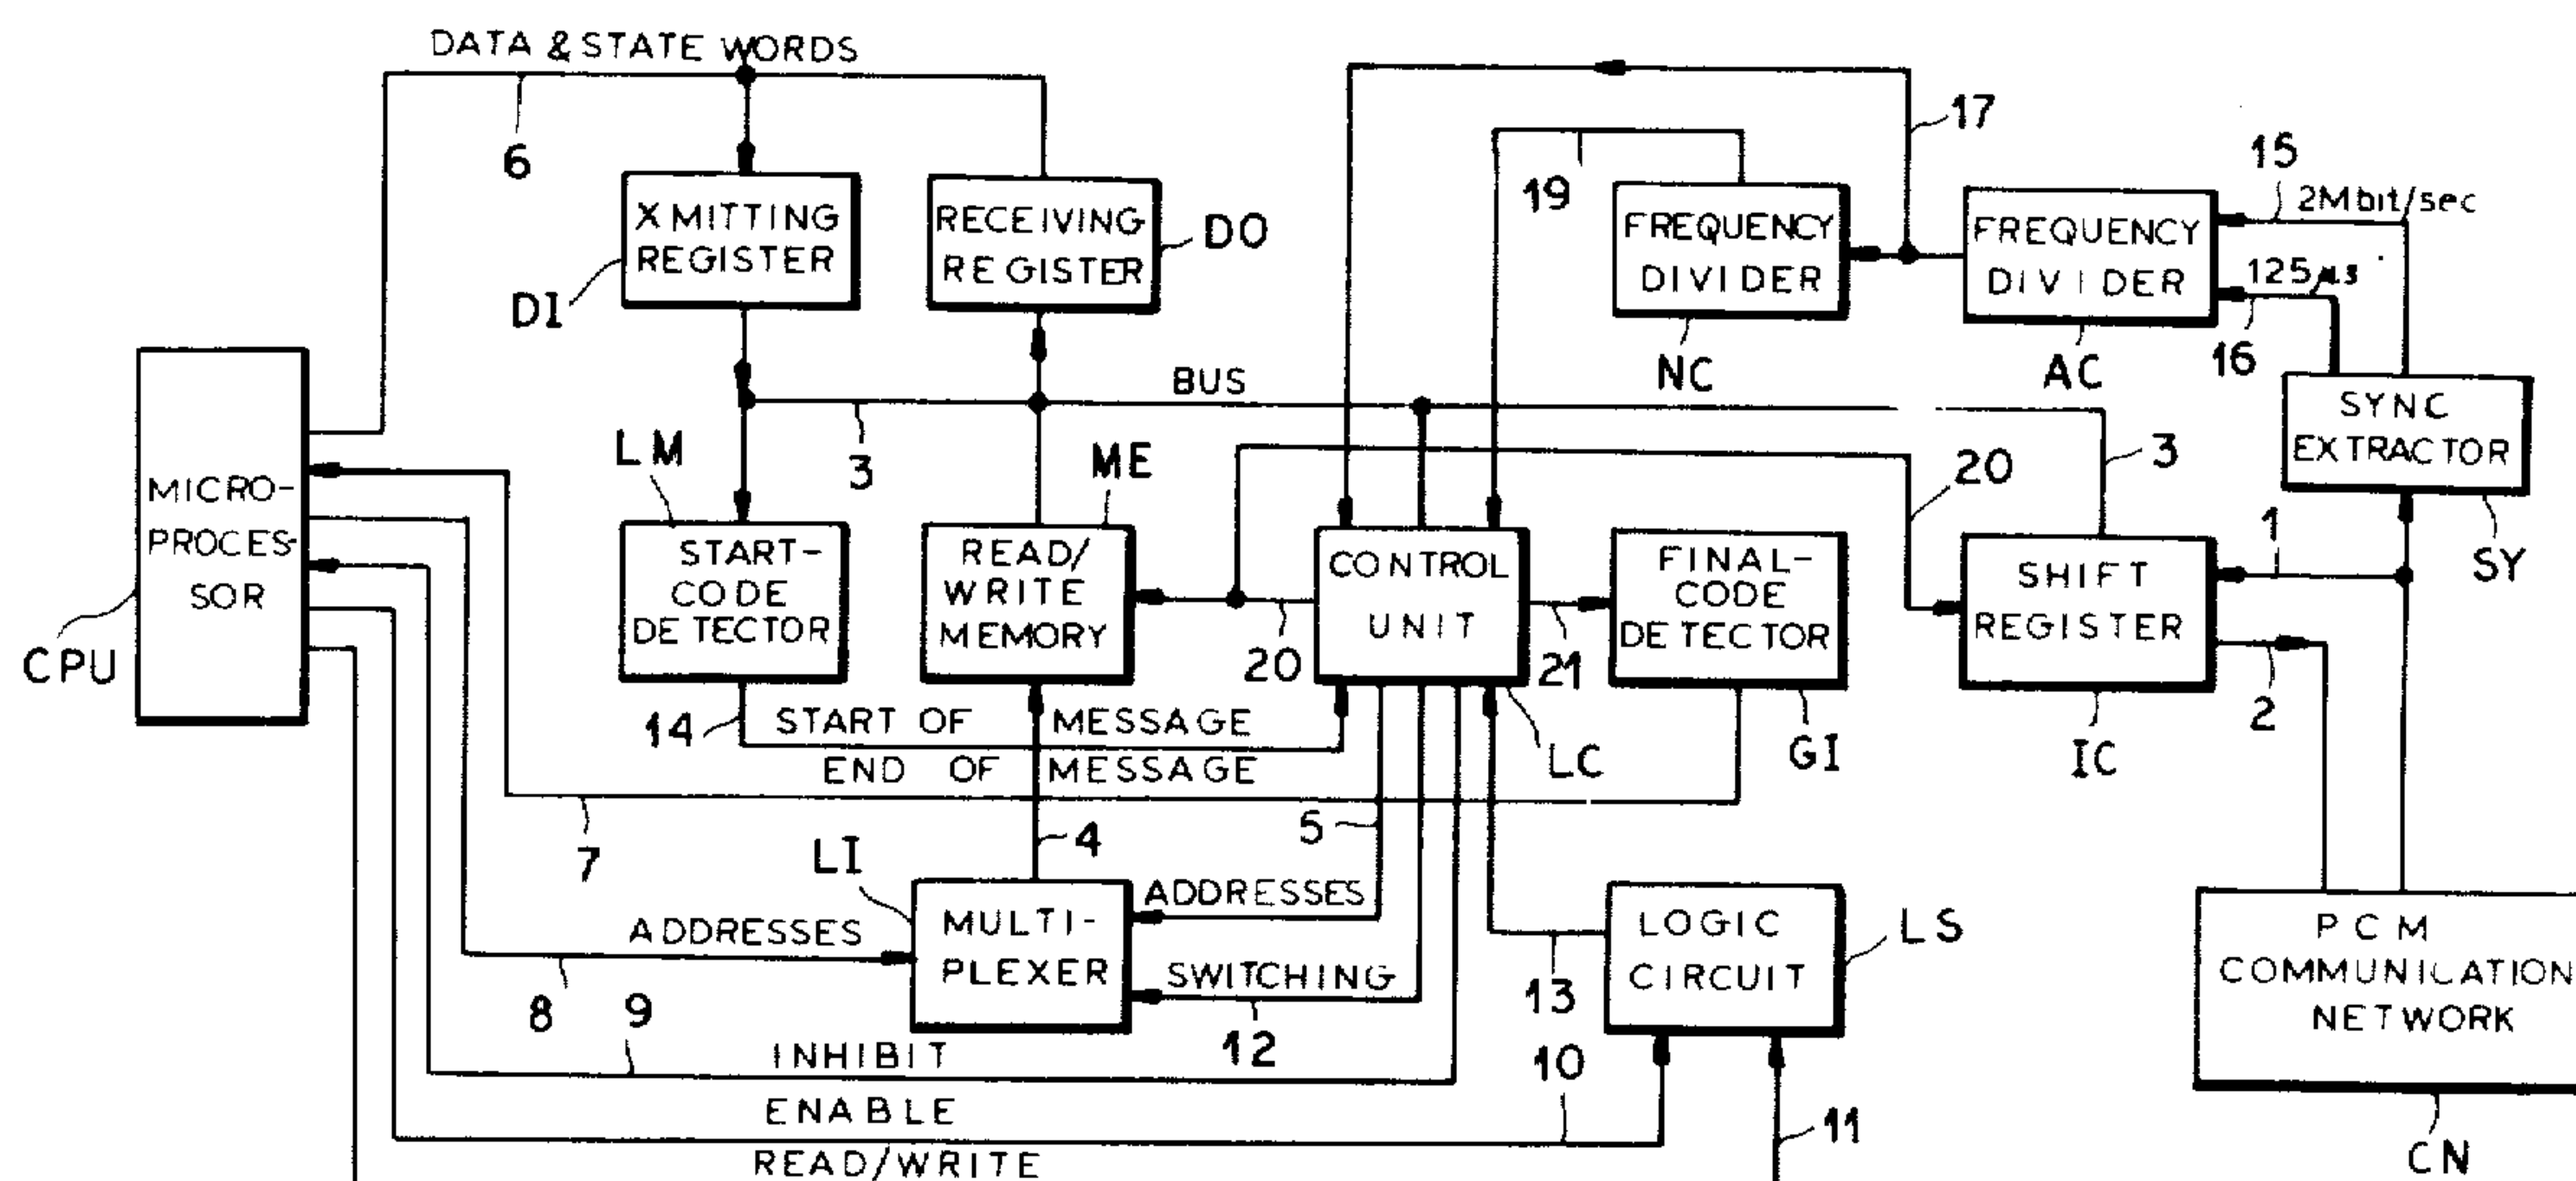 DATA & STATE WORDS
6
17
19
15
2Mbit/sec
125 µs
16
XMITTING
REGISTER
DI
RECEIVING
REGISTER
DO
FREQUENCY
DIVIDER
NC
FREQUENCY
DIVIDER
AC
SYNC
EXTRACTOR
SY
BUS
3
3
MICRO-
PROCES-
SOR
CPU
LM
START-
CODE
DETECTOR
14
ME
READ/
WRITE
MEMORY
20
CONTROL
UNIT
LC
21
FINAL-
CODE
DETECTOR
GI
20
SHIFT
REGISTER
IC
1
2
START OF MESSAGE
END OF MESSAGE
7
4
5
LI
MULTI-
PLEXER
ADDRESSES
ADDRESSES
8
SWITCHING
12
13
LOGIC
CIRCUIT
LS
PCM
COMMUNICATION
NETWORK
CN
9
INHIBIT
10
ENABLE
11
READ/WRITE